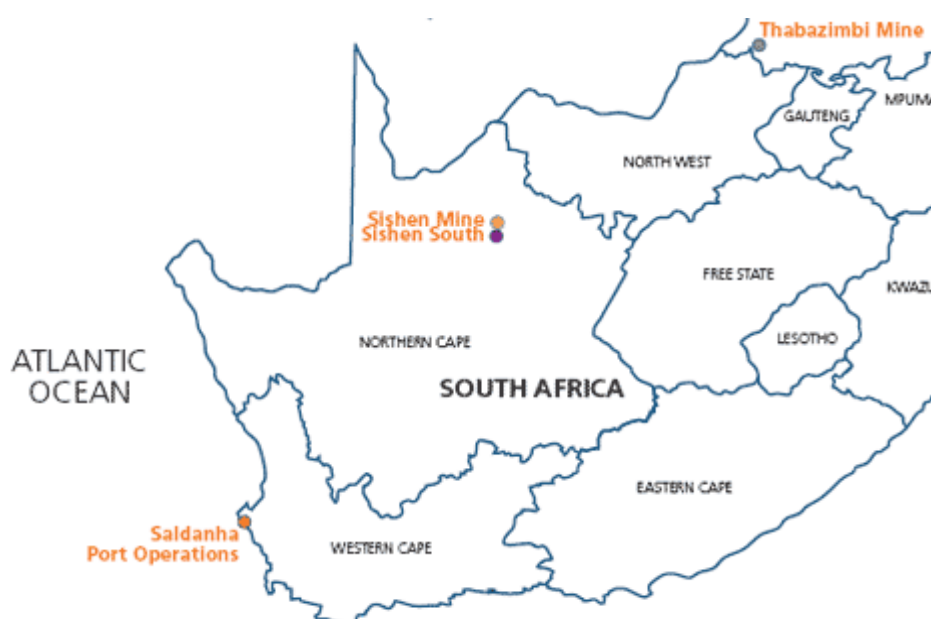 Thabazimbi Mine
MPUMA
GAUTENG
NORTH WEST
Sishen Mine
Sishen South
FREE STATE
KWAZU
LESOTHO
NORTHERN CAPE
ATLANTIC
OCEAN
SOUTH AFRICA
EASTERN CAPE
Saldanha
Port Operations
WESTERN CAPE